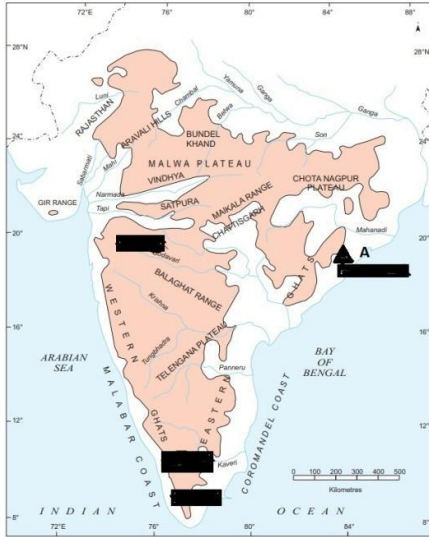 72°E 76° 80° 84° 88°
28°N
24°N
20°
16°
12°
8°
28°N
24°
20°
16°
12°
8°
Luni
RAJASTHAN
ARAVALI HILLS
Chambal
Yamuna
Ganga
Betwa
Ganga
BUNDEL
KHAND
Son
Sabarmati
Mahi
MALWA PLATEAU
VINDHYA
CHOTA NAGPUR
PLATEAU
GIR RANGE
Narmada
Tapi
SATPURA
MAIKALA RANGE
CHHATTISGARH
Mahanadi
A
GHATS
BALAGHAT RANGE
WESTERN
GHATS
Krishna
Tungbhadra
TELENGANA PLATEAU
Panneru
ARABIAN
SEA
BAY
OF
BENGAL
EASTERN
MALABAR COAST
COROMANDEL COAST
Kaveri
0 100 200 300 400 500
Kilometres
INDIAN OCEAN
72°E 76° 80° 84°